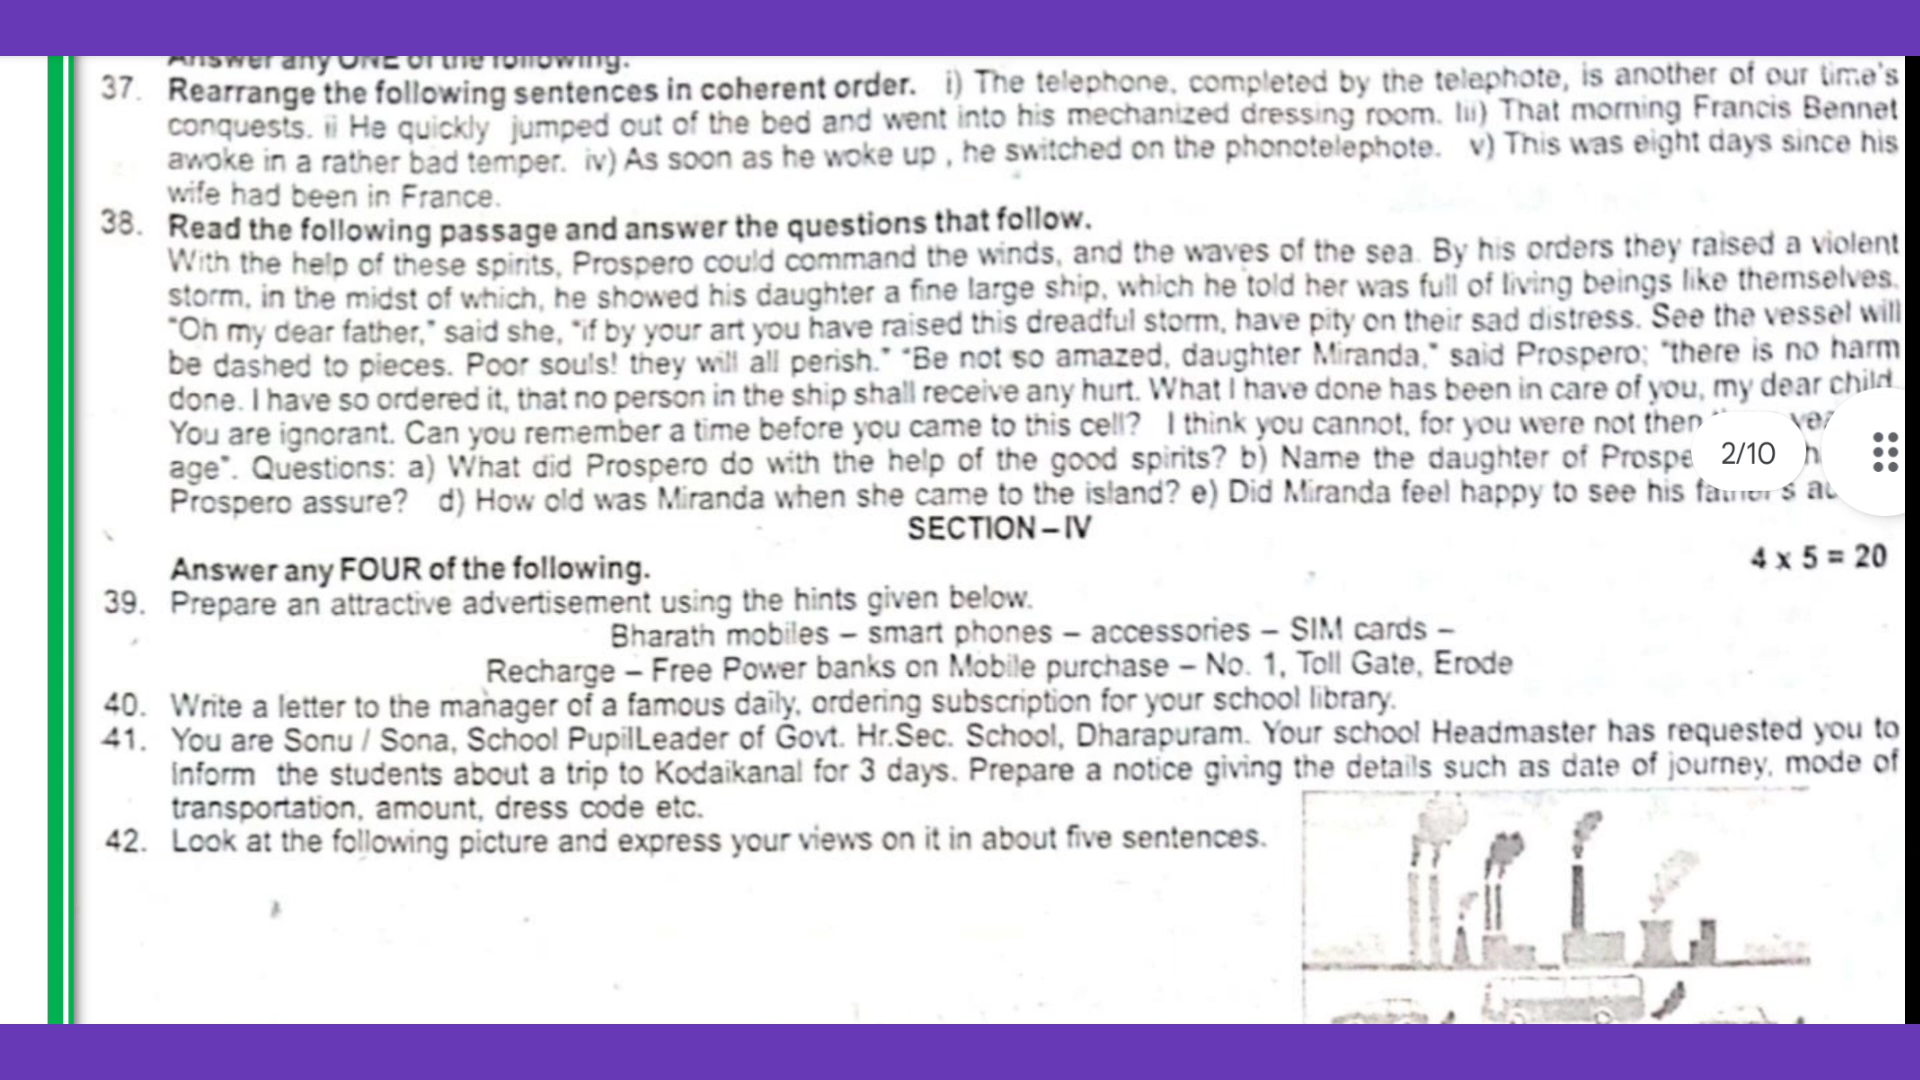 Answer any ONE of the following.
37. Rearrange the following sentences in coherent order. i) The telephone, completed by the telephote, is another of our time's
conquests. ii He quickly jumped out of the bed and went into his mechanized dressing room. Iii) That morning Francis Bennet
awoke in a rather bad temper. iv) As soon as he woke up , he switched on the phonotelephote. v) This was eight days since his
wife had been in France.
38. Read the following passage and answer the questions that follow.
With the help of these spirits, Prospero could command the winds, and the waves of the sea. By his orders they raised a violent
storm, in the midst of which, he showed his daughter a fine large ship, which he told her was full of living beings like themselves.
"Oh my dear father," said she, "if by your art you have raised this dreadful storm, have pity on their sad distress. See the vessel will
be dashed to pieces. Poor souls! they will all perish." "Be not so amazed, daughter Miranda," said Prospero; "there is no harm
done. I have so ordered it, that no person in the ship shall receive any hurt. What I have done has been in care of you, my dear child.
You are ignorant. Can you remember a time before you came to this cell? I think you cannot, for you were not then
age". Questions: a) What did Prospero do with the help of the good spirits? b) Name the daughter of
2/10
Prospero assure? d) How old was Miranda when she came to the island? e) Did Miranda feel happy to see his father's
SECTION – IV
Answer any FOUR of the following.
4 x 5 = 20
39. Prepare an attractive advertisement using the hints given below.
Bharath mobiles – smart phones – accessories – SIM cards –
Recharge – Free Power banks on Mobile purchase – No. 1, Toll Gate, Erode
40. Write a letter to the manager of a famous daily, ordering subscription for your school library.
41. You are Sonu / Sona, School PupilLeader of Govt. Hr.Sec. School, Dharapuram. Your school Headmaster has requested you to
Inform the students about a trip to Kodaikanal for 3 days. Prepare a notice giving the details such as date of journey, mode of
transportation, amount, dress code etc.
42. Look at the following picture and express your views on it in about five sentences.